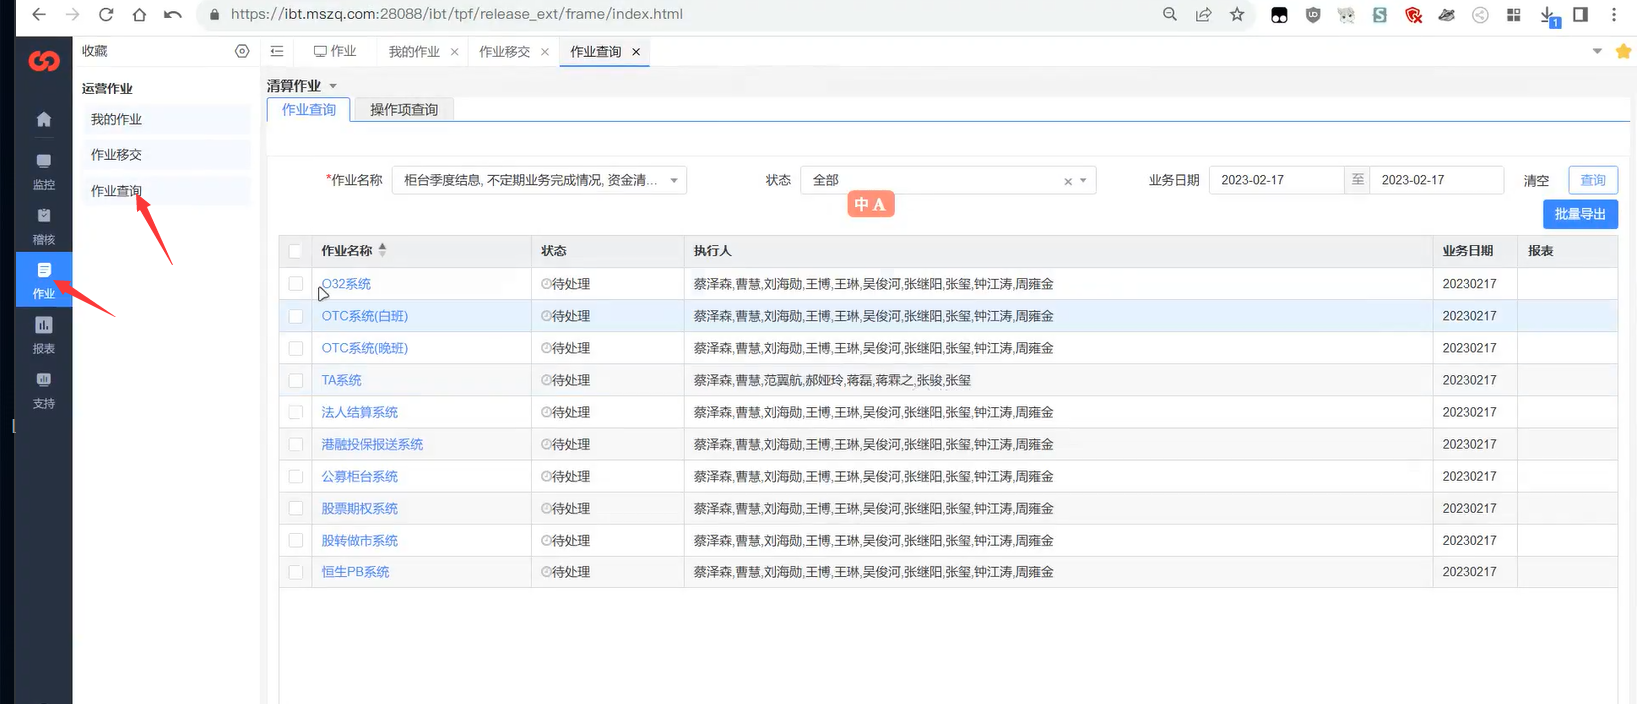 https://ibt.mszq.com:28088/ibt/tpf/release_ext/frame/index.html
1
收藏
作业
我的作业
作业移交
作业查询
运营作业
我的作业
作业移交
作业查询
监控
稽核
作业
报表
支持
清算作业
作业查询 操作项查询
*作业名称 柜台季度结息, 不定期业务完成情况, 资金清... 状态 全部 业务日期 2023-02-17 至 2023-02-17 清空 查询
中 A
批量导出
作业名称 状态 执行人 业务日期 报表
O32系统 待处理 蔡泽森,曹慧,刘海勋,王博,王琳,吴俊河,张继阳,张玺,钟江涛,周雍金 20230217
OTC系统(白班) 待处理 蔡泽森,曹慧,刘海勋,王博,王琳,吴俊河,张继阳,张玺,钟江涛,周雍金 20230217
OTC系统(晚班) 待处理 蔡泽森,曹慧,刘海勋,王博,王琳,吴俊河,张继阳,张玺,钟江涛,周雍金 20230217
TA系统 待处理 蔡泽森,曹慧,范翼航,郝娅玲,蒋磊,蒋霖之,张骏,张玺 20230217
法人结算系统 待处理 蔡泽森,曹慧,刘海勋,王博,王琳,吴俊河,张继阳,张玺,钟江涛,周雍金 20230217
港融投保报送系统 待处理 蔡泽森,曹慧,刘海勋,王博,王琳,吴俊河,张继阳,张玺,钟江涛,周雍金 20230217
公募柜台系统 待处理 蔡泽森,曹慧,刘海勋,王博,王琳,吴俊河,张继阳,张玺,钟江涛,周雍金 20230217
股票期权系统 待处理 蔡泽森,曹慧,刘海勋,王博,王琳,吴俊河,张继阳,张玺,钟江涛,周雍金 20230217
股转做市系统 待处理 蔡泽森,曹慧,刘海勋,王博,王琳,吴俊河,张继阳,张玺,钟江涛,周雍金 20230217
恒生PB系统 待处理 蔡泽森,曹慧,刘海勋,王博,王琳,吴俊河,张继阳,张玺,钟江涛,周雍金 20230217